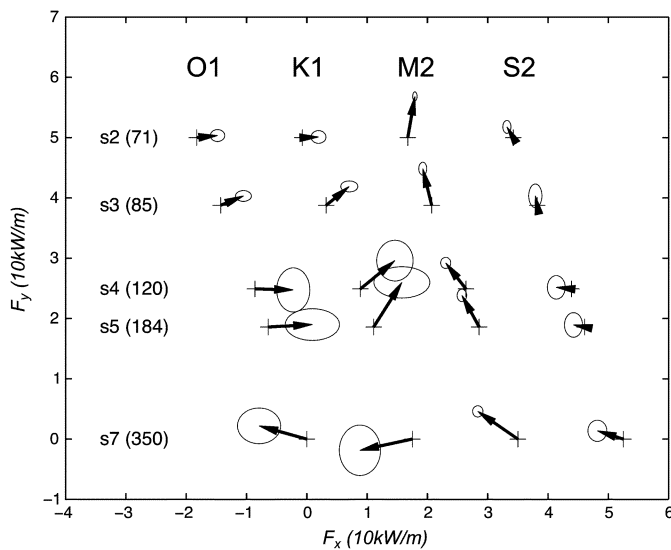 7
6
5
4
3
2
1
0
−1
F_y (10kW/m)
O1 K1 M2 S2
s2 (71)
s3 (85)
s4 (120)
s5 (184)
s7 (350)
−4 −3 −2 −1 0 1 2 3 4 5 6
F_x (10kW/m)